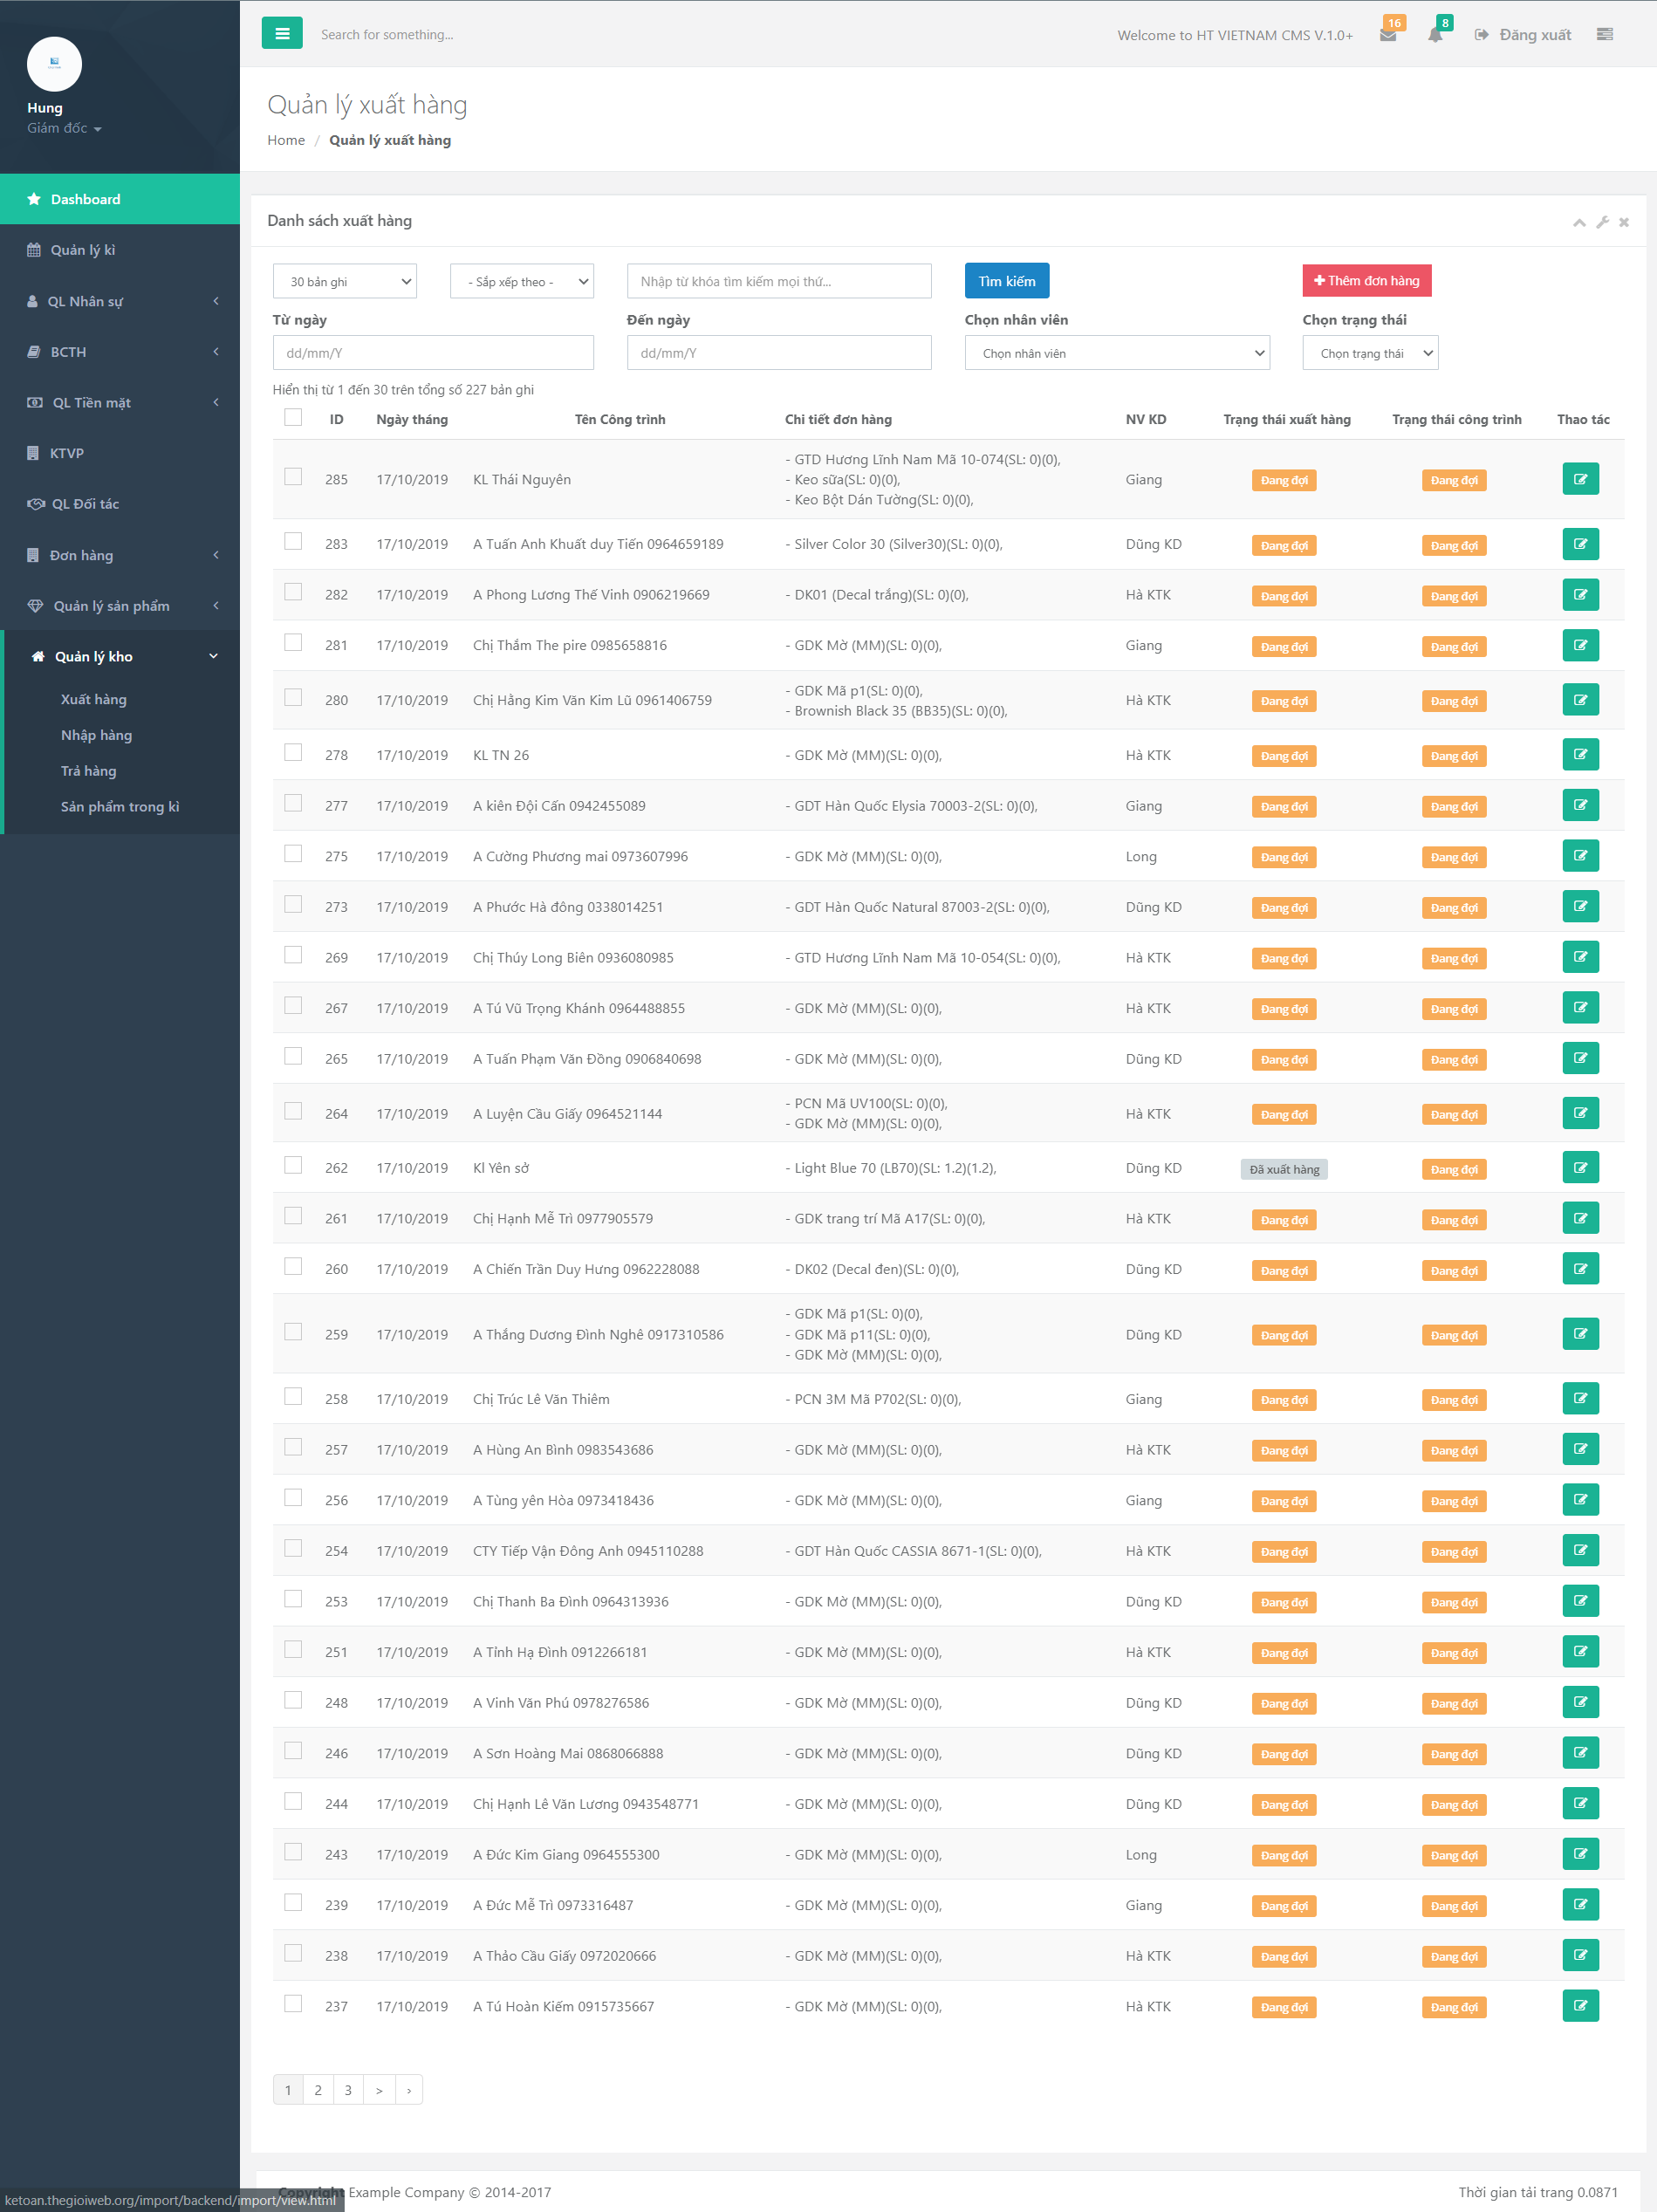 Hung
Giám đốc
Dashboard
Quản lý kì
QL Nhân sự
BCTH
QL Tiền mặt
KTVP
QL Đối tác
Đơn hàng
Quản lý sản phẩm
Quản lý kho
Xuất hàng
Nhập hàng
Trả hàng
Sản phẩm trong kì
Search for something...
Welcome to HT VIETNAM CMS V.1.0+ 16 8 Đăng xuất
Quản lý xuất hàng
Home / Quản lý xuất hàng
Danh sách xuất hàng
30 bản ghi - Sắp xếp theo - Nhập từ khóa tìm kiếm mọi thứ... Tìm kiếm Thêm đơn hàng
Từ ngày Đến ngày Chọn nhân viên Chọn trạng thái
dd/mm/Y dd/mm/Y Chọn nhân viên Chọn trạng thái
Hiển thị từ 1 đến 30 trên tổng số 227 bản ghi
ID Ngày tháng Tên Công trình Chi tiết đơn hàng NV KD Trạng thái xuất hàng Trạng thái công trình Thao tác
285 17/10/2019 KL Thái Nguyên - GTD Hương Lĩnh Nam Mã 10-074(SL: 0)(0), Giang Đang đợi Đang đợi
- Keo sữa(SL: 0)(0),
- Keo Bột Dán Tường(SL: 0)(0),
283 17/10/2019 A Tuấn Anh Khuất duy Tiến 0964659189 - Silver Color 30 (Silver30)(SL: 0)(0), Dũng KD Đang đợi Đang đợi
282 17/10/2019 A Phong Lương Thế Vinh 0906219669 - DK01 (Decal trắng)(SL: 0)(0), Hà KTK Đang đợi Đang đợi
281 17/10/2019 Chị Thắm The pire 0985658816 - GDK Mờ (MM)(SL: 0)(0), Giang Đang đợi Đang đợi
280 17/10/2019 Chị Hằng Kim Văn Kim Lũ 0961406759 - GDK Mã p1(SL: 0)(0), Hà KTK Đang đợi Đang đợi
- Brownish Black 35 (BB35)(SL: 0)(0),
278 17/10/2019 KL TN 26 - GDK Mờ (MM)(SL: 0)(0), Hà KTK Đang đợi Đang đợi
277 17/10/2019 A kiên Đội Cấn 0942455089 - GDT Hàn Quốc Elysia 70003-2(SL: 0)(0), Giang Đang đợi Đang đợi
275 17/10/2019 A Cường Phương mai 0973607996 - GDK Mờ (MM)(SL: 0)(0), Long Đang đợi Đang đợi
273 17/10/2019 A Phước Hà đông 0338014251 - GDT Hàn Quốc Natural 87003-2(SL: 0)(0), Dũng KD Đang đợi Đang đợi
269 17/10/2019 Chị Thúy Long Biên 0936080985 - GTD Hương Lĩnh Nam Mã 10-054(SL: 0)(0), Hà KTK Đang đợi Đang đợi
267 17/10/2019 A Tú Vũ Trọng Khánh 0964488855 - GDK Mờ (MM)(SL: 0)(0), Hà KTK Đang đợi Đang đợi
265 17/10/2019 A Tuấn Phạm Văn Đồng 0906840698 - GDK Mờ (MM)(SL: 0)(0), Dũng KD Đang đợi Đang đợi
264 17/10/2019 A Luyện Cầu Giấy 0964521144 - PCN Mã UV100(SL: 0)(0), Hà KTK Đang đợi Đang đợi
- GDK Mờ (MM)(SL: 0)(0),
262 17/10/2019 Kl Yên sở - Light Blue 70 (LB70)(SL: 1.2)(1.2), Dũng KD Đã xuất hàng Đang đợi
261 17/10/2019 Chị Hạnh Mễ Trì 0977905579 - GDK trang trí Mã A17(SL: 0)(0), Hà KTK Đang đợi Đang đợi
260 17/10/2019 A Chiến Trần Duy Hưng 0962228088 - DK02 (Decal đen)(SL: 0)(0), Dũng KD Đang đợi Đang đợi
259 17/10/2019 A Thắng Dương Đình Nghê 0917310586 - GDK Mã p1(SL: 0)(0), Dũng KD Đang đợi Đang đợi
- GDK Mã p11(SL: 0)(0),
- GDK Mờ (MM)(SL: 0)(0),
258 17/10/2019 Chị Trúc Lê Văn Thiêm - PCN 3M Mã P702(SL: 0)(0), Giang Đang đợi Đang đợi
257 17/10/2019 A Hùng An Bình 0983543686 - GDK Mờ (MM)(SL: 0)(0), Hà KTK Đang đợi Đang đợi
256 17/10/2019 A Tùng yên Hòa 0973418436 - GDK Mờ (MM)(SL: 0)(0), Giang Đang đợi Đang đợi
254 17/10/2019 CTY Tiếp Vận Đông Anh 0945110288 - GDT Hàn Quốc CASSIA 8671-1(SL: 0)(0), Hà KTK Đang đợi Đang đợi
253 17/10/2019 Chị Thanh Ba Đình 0964313936 - GDK Mờ (MM)(SL: 0)(0), Dũng KD Đang đợi Đang đợi
251 17/10/2019 A Tỉnh Hạ Đình 0912266181 - GDK Mờ (MM)(SL: 0)(0), Hà KTK Đang đợi Đang đợi
248 17/10/2019 A Vinh Văn Phú 0978276586 - GDK Mờ (MM)(SL: 0)(0), Dũng KD Đang đợi Đang đợi
246 17/10/2019 A Sơn Hoàng Mai 0868066888 - GDK Mờ (MM)(SL: 0)(0), Dũng KD Đang đợi Đang đợi
244 17/10/2019 Chị Hạnh Lê Văn Lương 0943548771 - GDK Mờ (MM)(SL: 0)(0), Dũng KD Đang đợi Đang đợi
243 17/10/2019 A Đức Kim Giang 0964555300 - GDK Mờ (MM)(SL: 0)(0), Long Đang đợi Đang đợi
239 17/10/2019 A Đức Mễ Trì 0973316487 - GDK Mờ (MM)(SL: 0)(0), Giang Đang đợi Đang đợi
238 17/10/2019 A Thảo Cầu Giấy 0972020666 - GDK Mờ (MM)(SL: 0)(0), Hà KTK Đang đợi Đang đợi
237 17/10/2019 A Tú Hoàn Kiếm 0915735667 - GDK Mờ (MM)(SL: 0)(0), Hà KTK Đang đợi Đang đợi
1 2 3 > ›
Copyright Example Company © 2014-2017 Thời gian tải trang 0.0871
ketoan.thegioiweb.org/import/backend/import/view.html